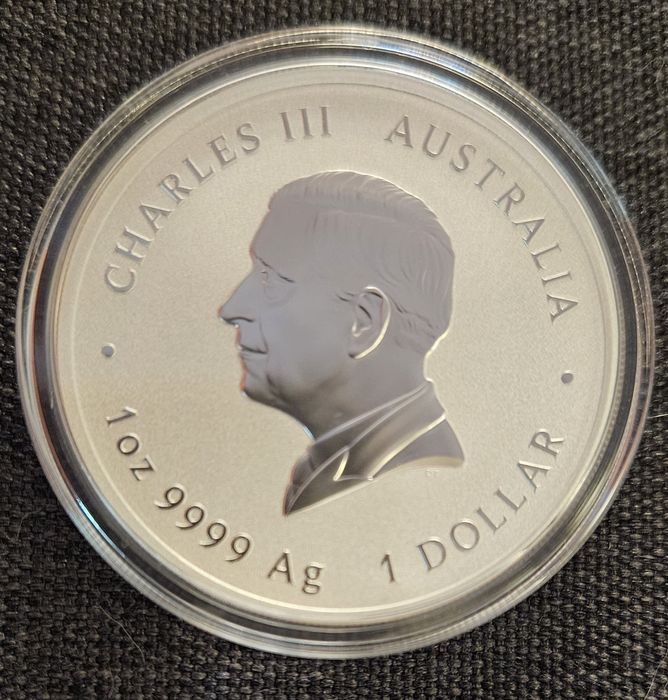 CHARLES III AUSTRALIA
1oz 9999 Ag 1 DOLLAR